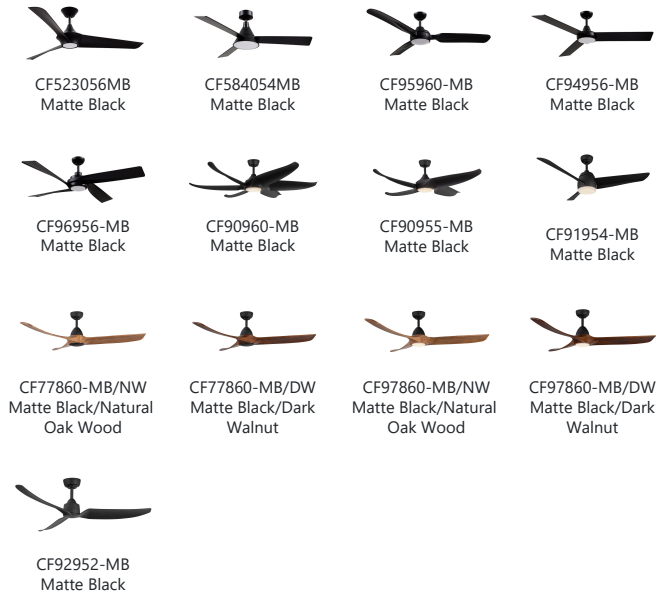 CF523056MB
Matte Black
CF584054MB
Matte Black
CF95960-MB
Matte Black
CF94956-MB
Matte Black
CF96956-MB
Matte Black
CF90960-MB
Matte Black
CF90955-MB
Matte Black
CF91954-MB
Matte Black
CF77860-MB/NW
Matte Black/Natural
Oak Wood
CF77860-MB/DW
Matte Black/Dark
Walnut
CF97860-MB/NW
Matte Black/Natural
Oak Wood
CF97860-MB/DW
Matte Black/Dark
Walnut
CF92952-MB
Matte Black